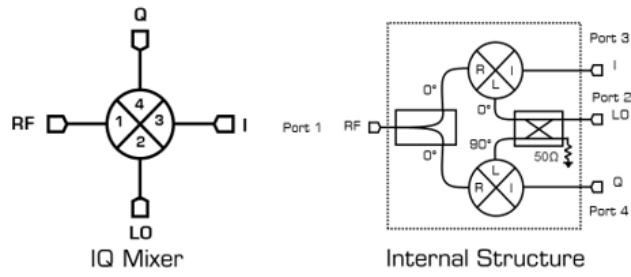 Q
RF
4
1
3
2
I
LO
IQ Mixer
Port 3
R
I
L
I
0°
0°
Port 2
LO
Port 1
RF
0°
90°
50Ω
L
R
I
Q
Port 4
Internal Structure